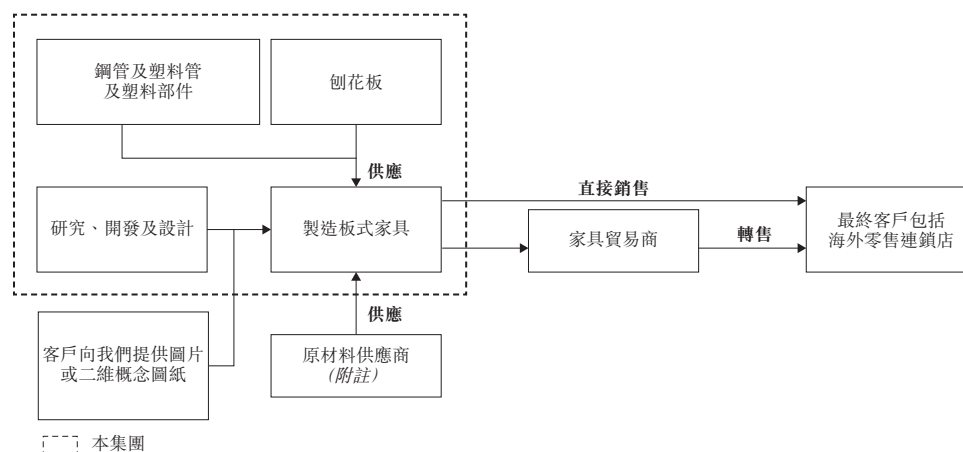 鋼管及塑料管
及塑料部件
刨花板
供應
直接銷售
研究、開發及設計
製造板式家具
家具貿易商
轉售
最終客戶包括
海外零售連鎖店
供應
客戶向我們提供圖片
或二維概念圖紙
原材料供應商
(附註)
本集團